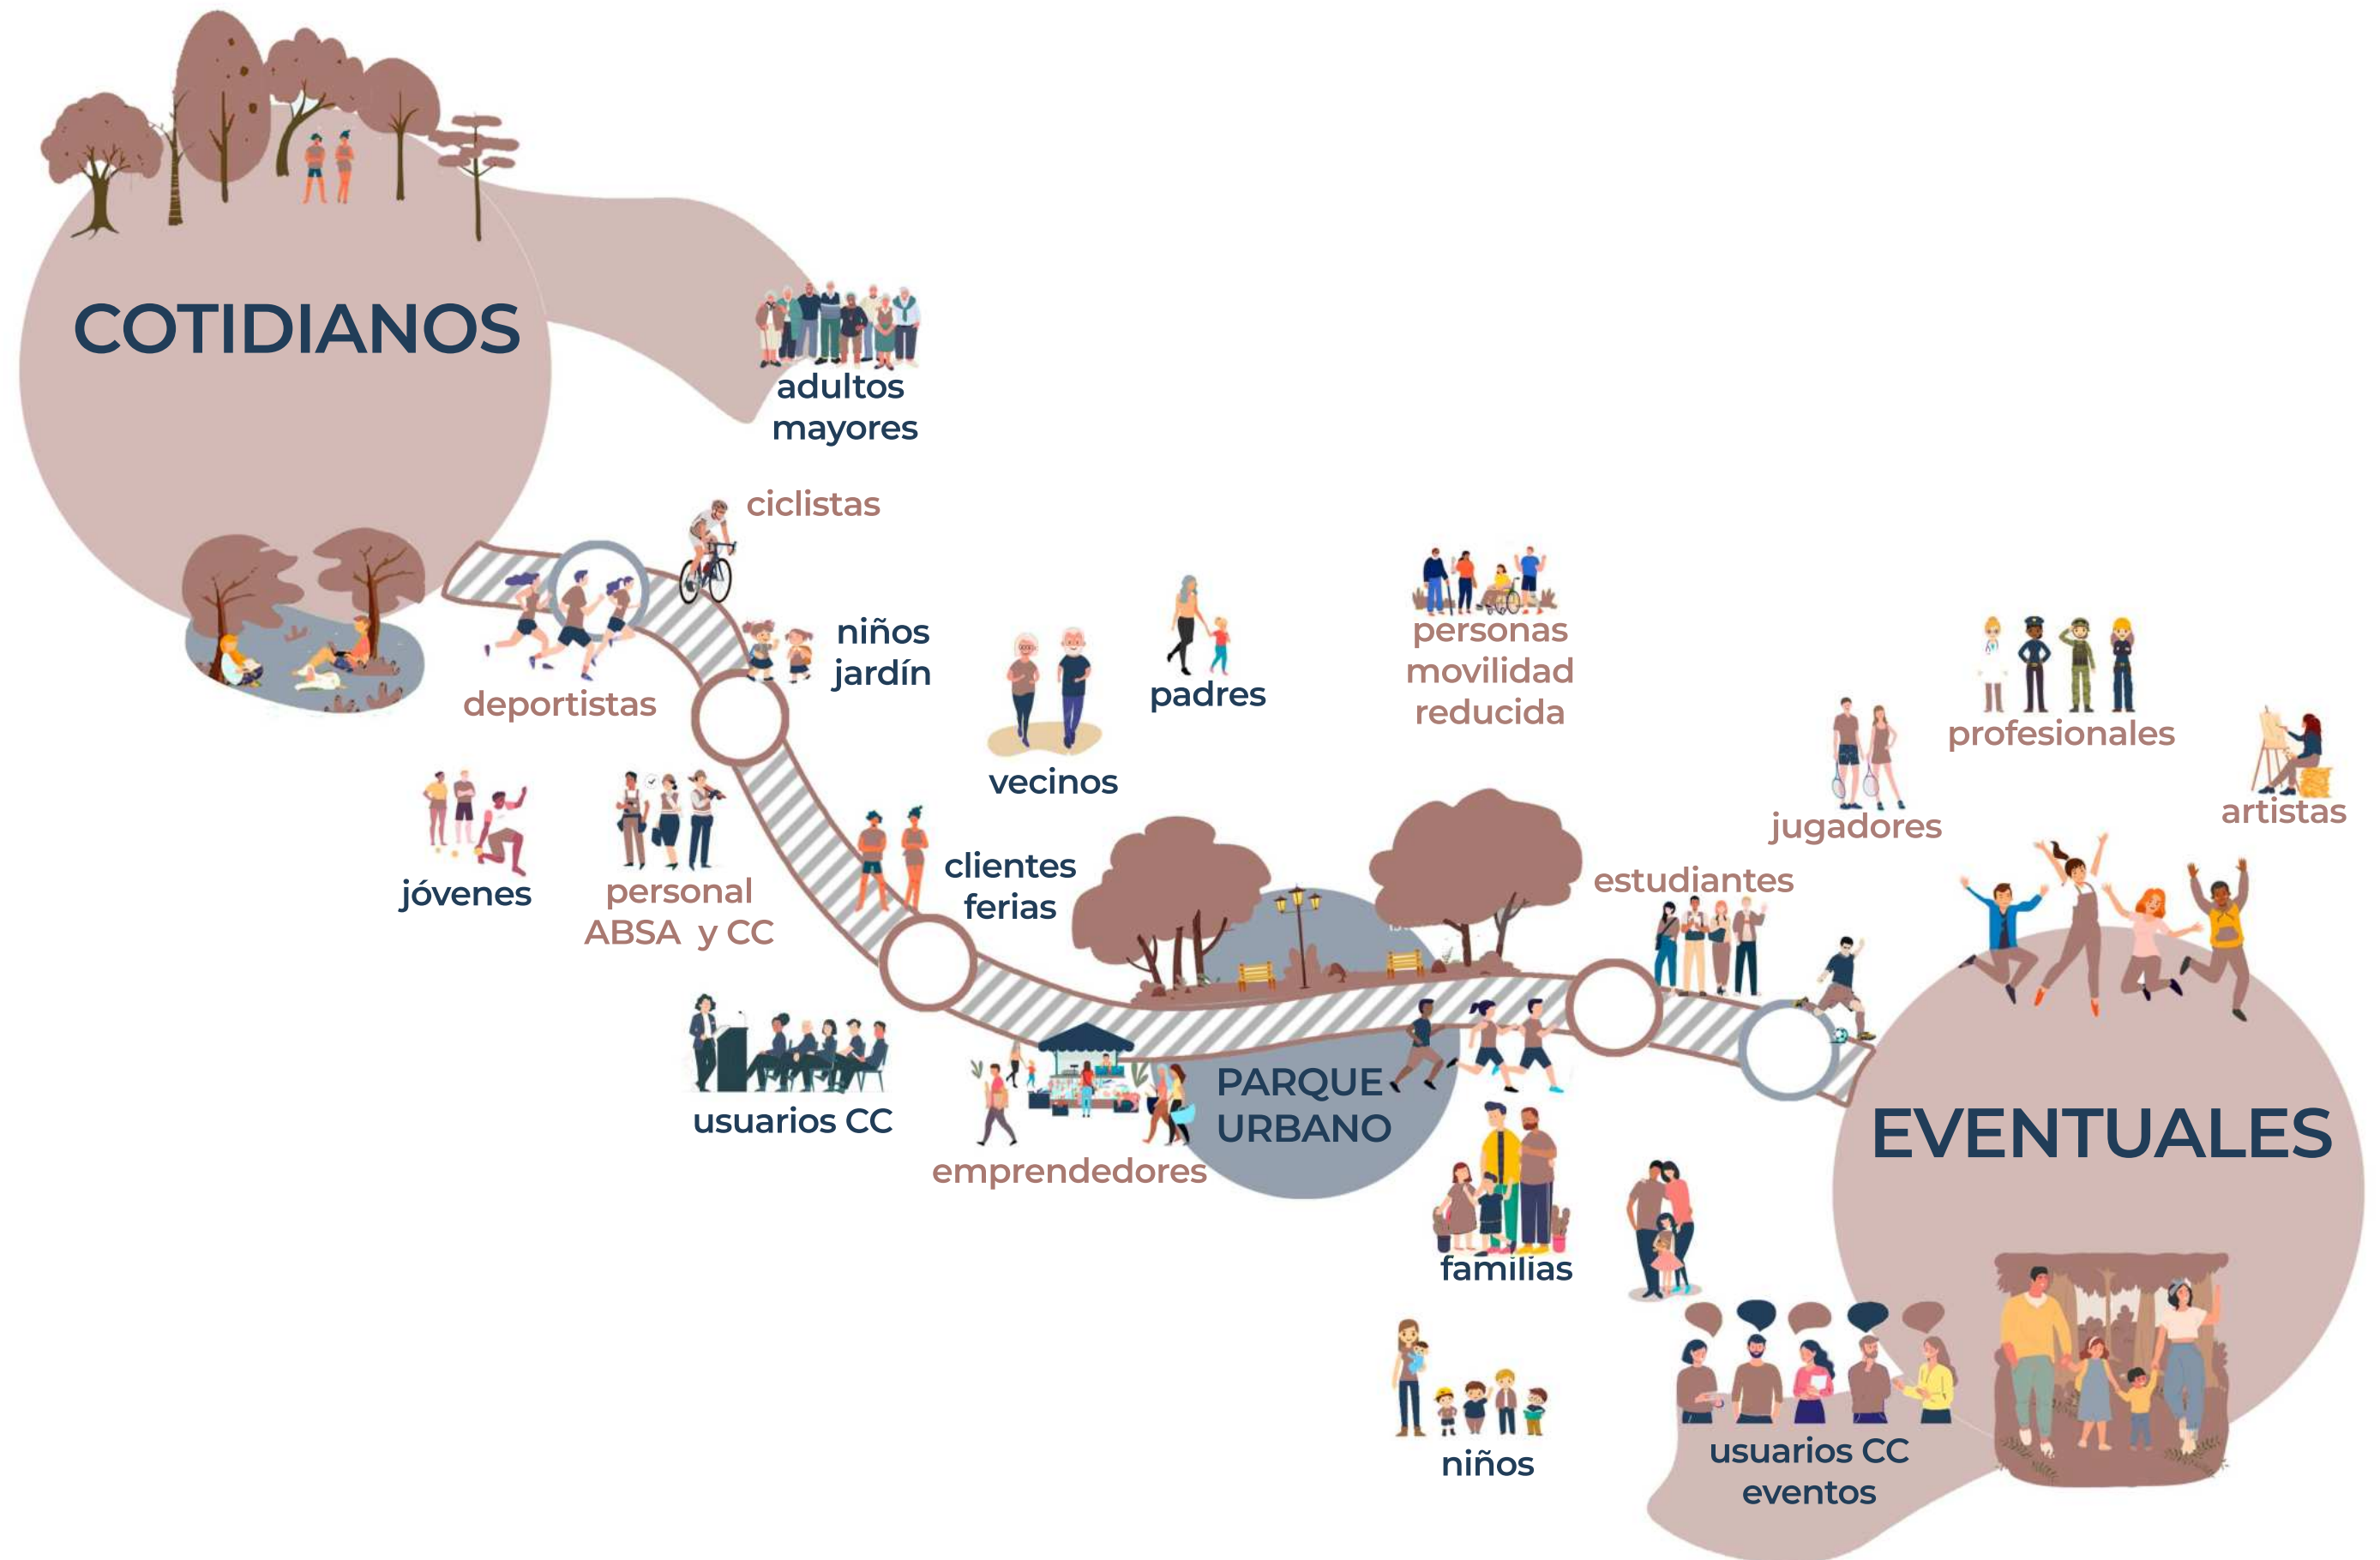 COTIDIANOS
adultos
mayores
ciclistas
niños
jardín
deportistas
vecinos
padres
personas
movilidad
reducida
profesionales
artistas
jugadores
jóvenes
personal
ABSA y CC
clientes
ferias
estudiantes
usuarios CC
emprendedores
PARQUE
URBANO
EVENTUALES
familias
niños
usuarios CC
eventos